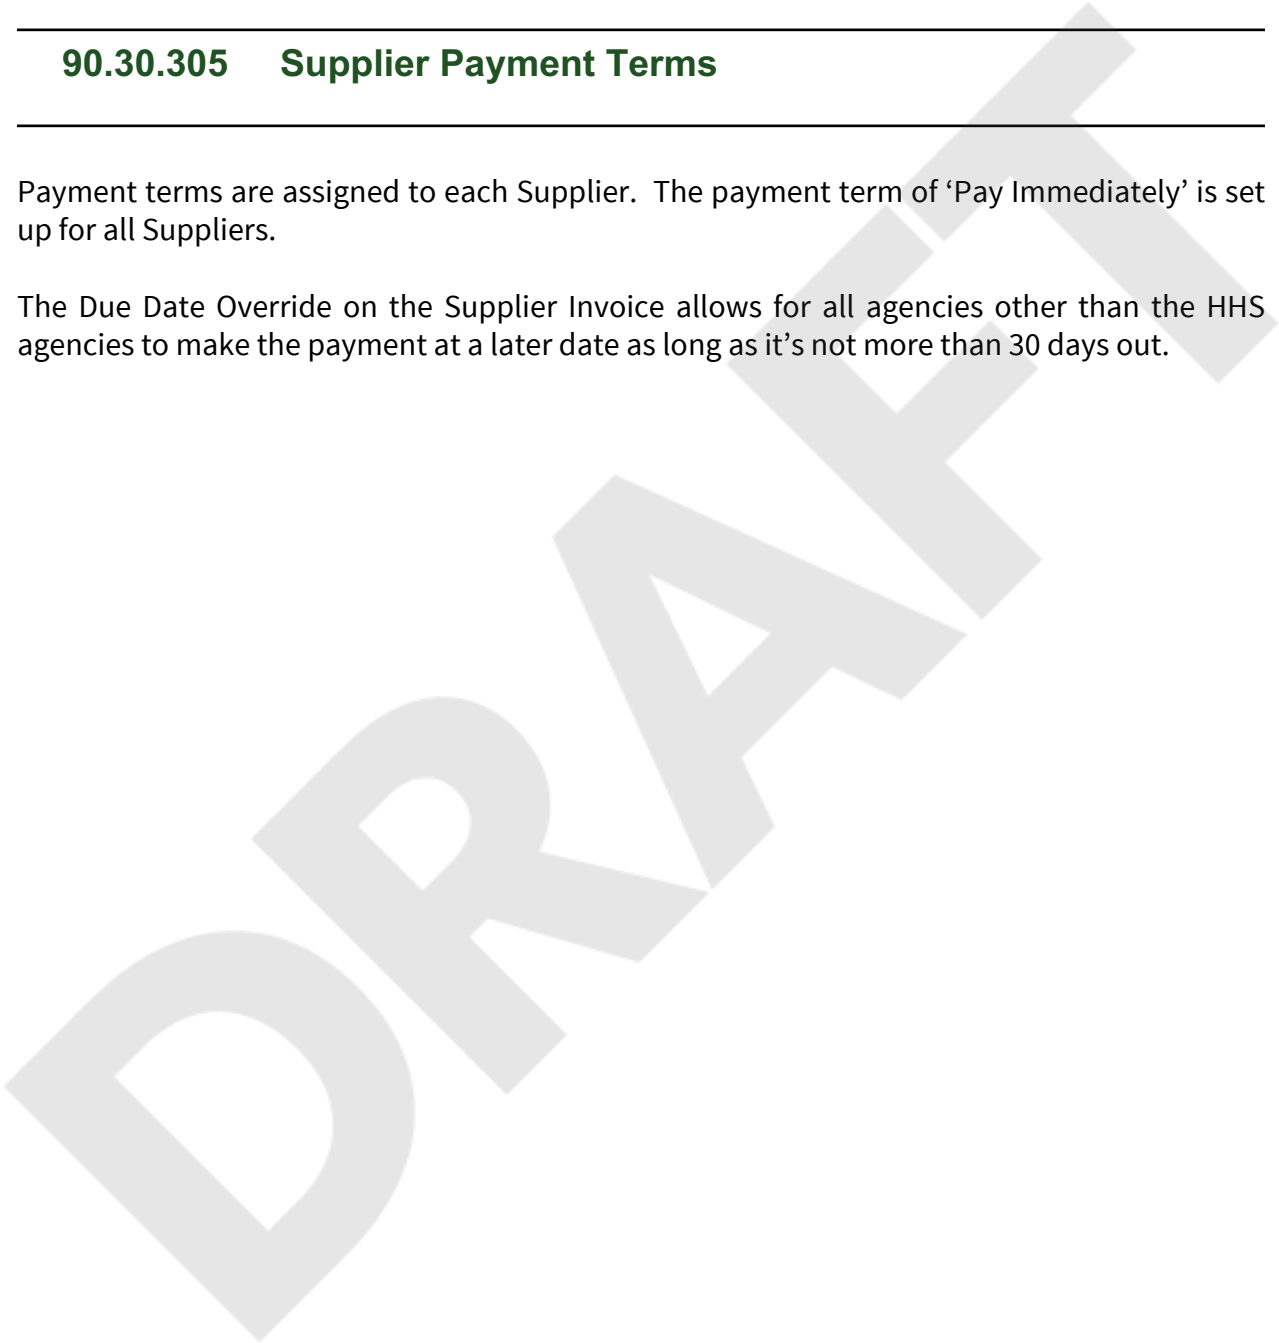 90.30.305 Supplier Payment Terms
Payment terms are assigned to each Supplier.  The payment term of ‘Pay Immediately’ is set
up for all Suppliers.
The Due Date Override on the Supplier Invoice allows for all agencies other than the HHS
agencies to make the payment at a later date as long as it’s not more than 30 days out.
DRAFT